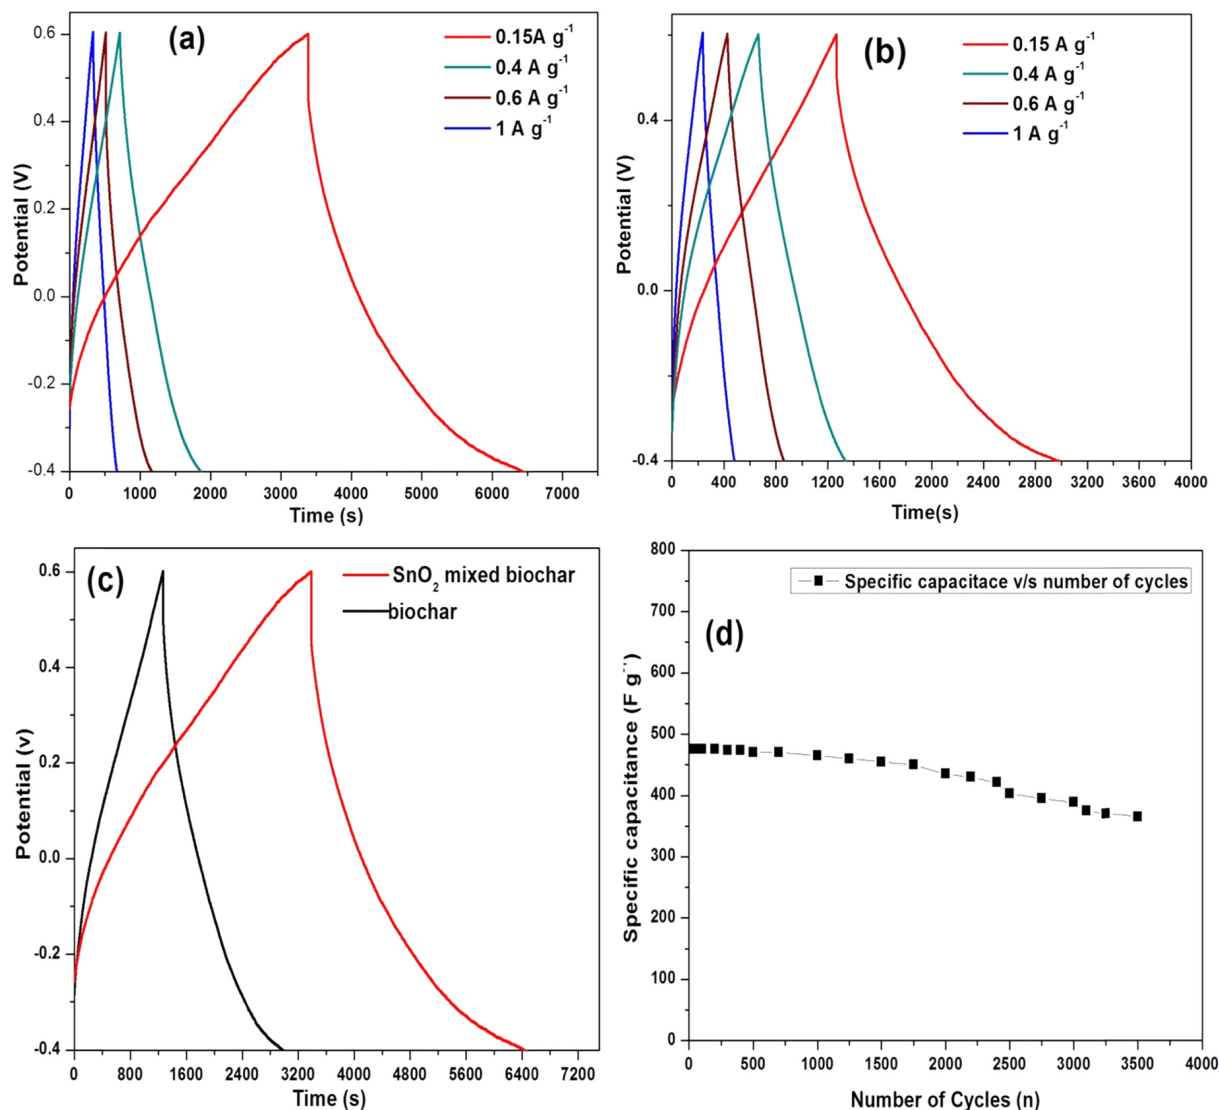 (a)
0.15A g-1
0.4 A g-1
0.6 A g-1
1 A g-1
Potential (V)
0.6
0.4
0.2
0.0
-0.2
-0.4
0 1000 2000 3000 4000 5000 6000 7000
Time (s)
(b)
0.15 A g-1
0.4 A g-1
0.6 A g-1
1 A g-1
Potential (V)
0.4
0.0
-0.4
0 400 800 1200 1600 2000 2400 2800 3200 3600 4000
Time(s)
(c)
SnO2 mixed biochar
biochar
Potential (v)
0.6
0.4
0.2
0.0
-0.2
-0.4
0 800 1600 2400 3200 4000 4800 5600 6400 7200
Time (s)
(d)
Specific capacitace v/s number of cycles
Specific capacitance (F g-1)
800
700
600
500
400
300
200
100
0
0 500 1000 1500 2000 2500 3000 3500 4000
Number of Cycles (n)